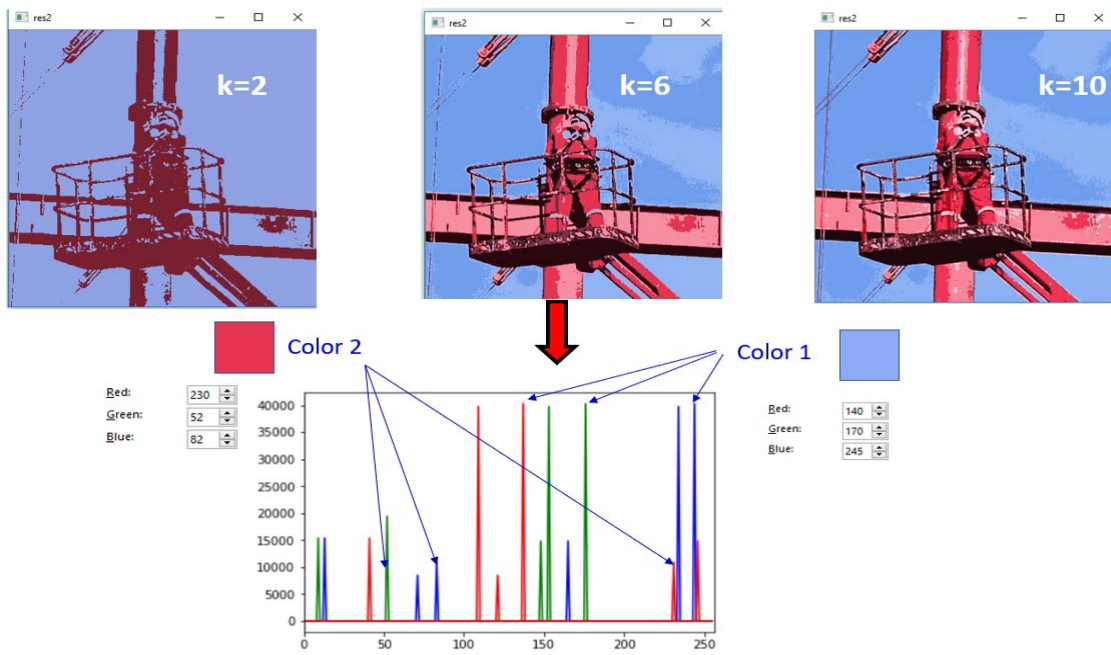 res2
res2
res2
k=2
k=6
k=10
Color 2
Color 1
Red: 230
Green: 52
Blue: 82
Red: 140
Green: 170
Blue: 245
40000
35000
30000
25000
20000
15000
10000
5000
0
0 50 100 150 200 250